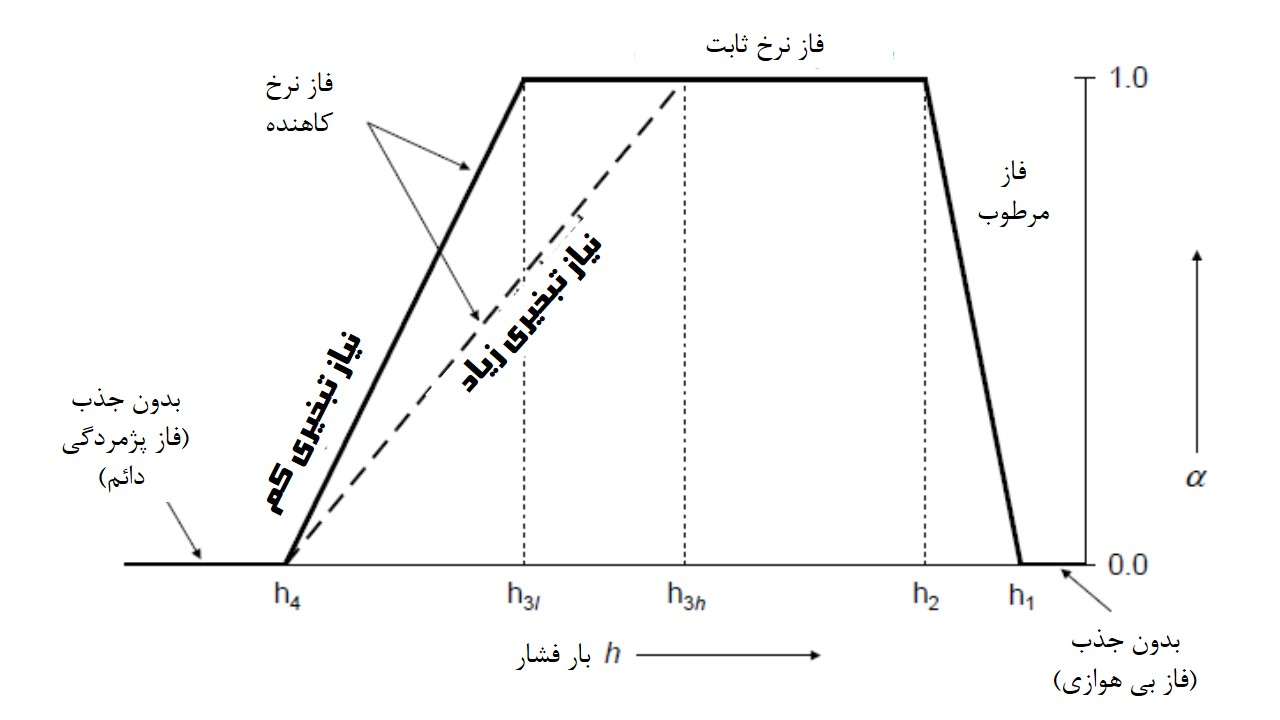 فاز نرخ ثابت
فاز نرخ
کاهنده
1.0
فاز
مرطوب
نیاز تبخیری زیاد
نیاز تبخیری کم
بدون جذب
(فاز پژمردگی
دائم)
α
0.0
h4
h3l
h3h
h2
h1
بار فشار h
بدون جذب
(فاز بی هوازی)